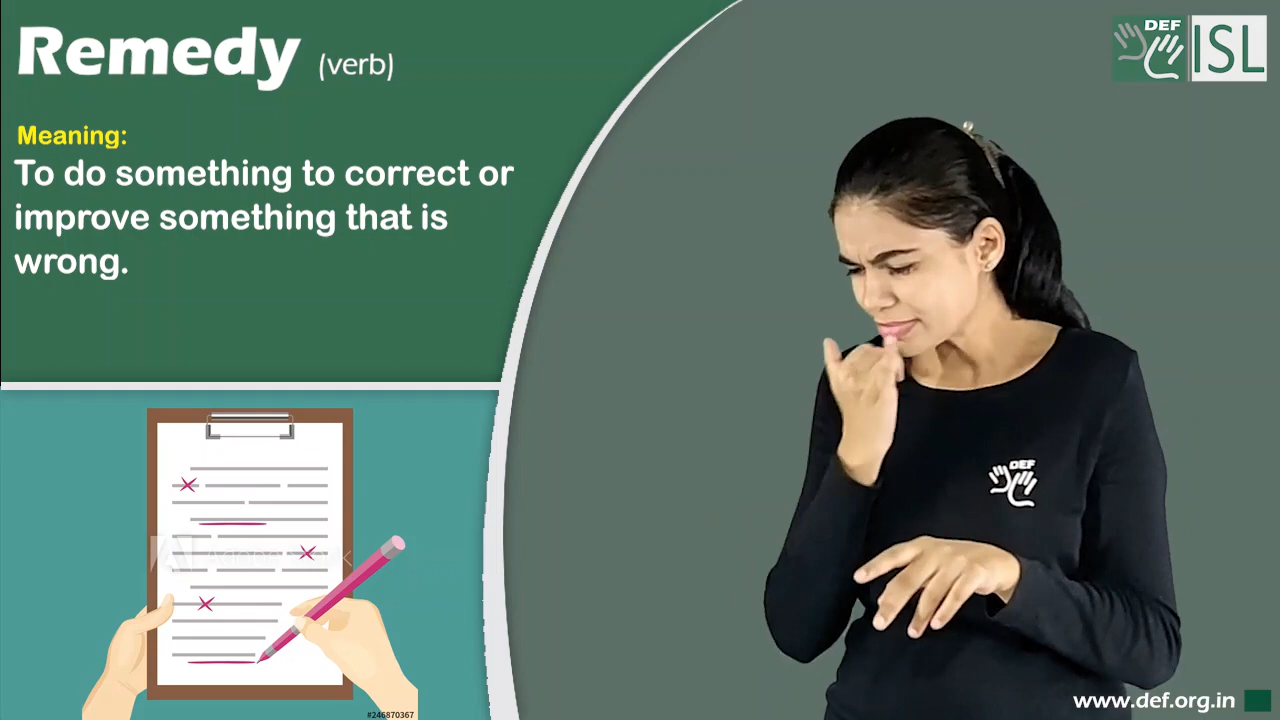 Remedy (verb)
Meaning:
To do something to correct or
improve something that is
wrong.
DEF
ISL
DEF
#246870367
www.def.org.in